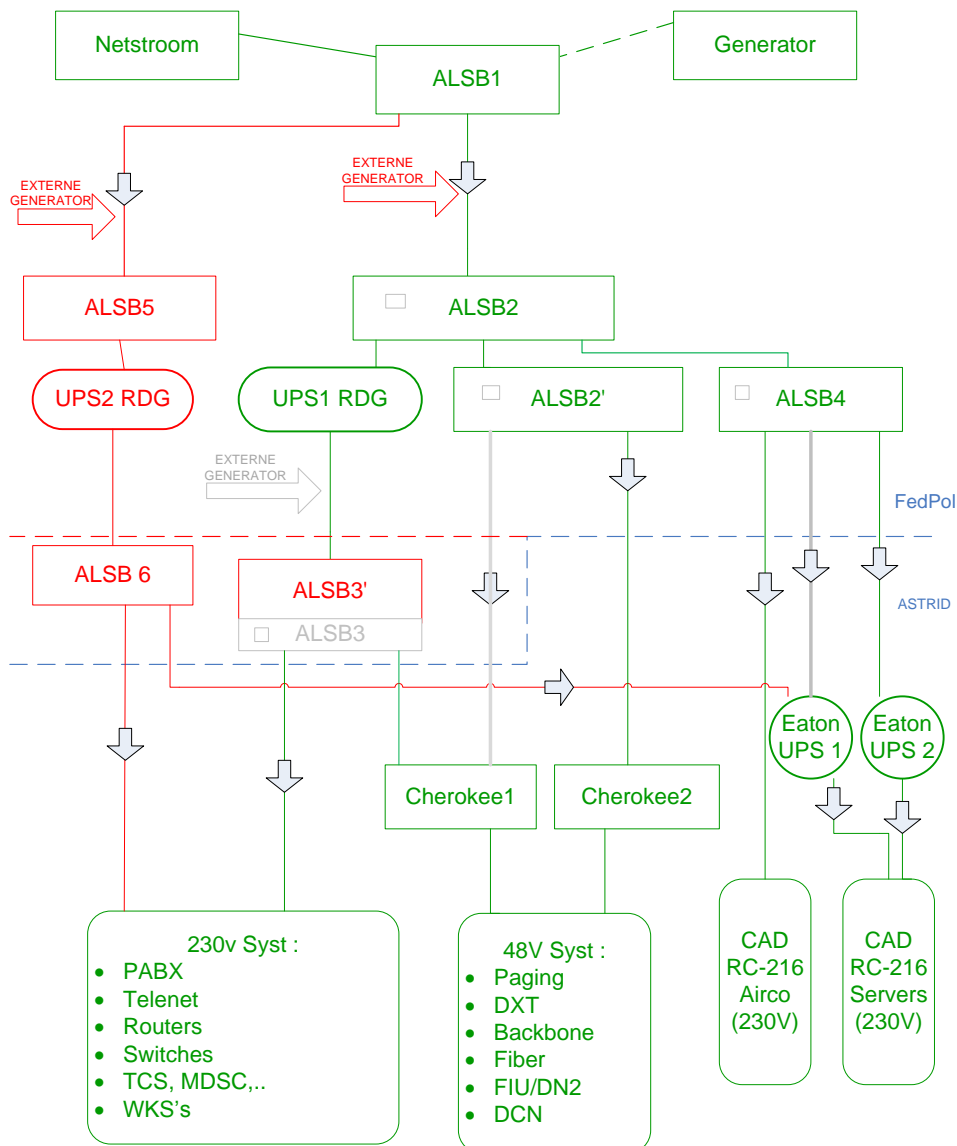 Netstroom
Generator
ALSB1
EXTERNE
GENERATOR
EXTERNE
GENERATOR
ALSB5
ALSB2
UPS2 RDG
UPS1 RDG
ALSB2'
ALSB4
EXTERNE
GENERATOR
FedPol
ALSB 6
ALSB3'
ALSB3
ASTRID
Eaton
UPS 1
Eaton
UPS 2
Cherokee1
Cherokee2
230v Syst :
• PABX
• Telenet
• Routers
• Switches
• TCS, MDSC,..
• WKS's
48V Syst :
• Paging
• DXT
• Backbone
• Fiber
• FIU/DN2
• DCN
CAD
RC-216
Airco
(230V)
CAD
RC-216
Servers
(230V)